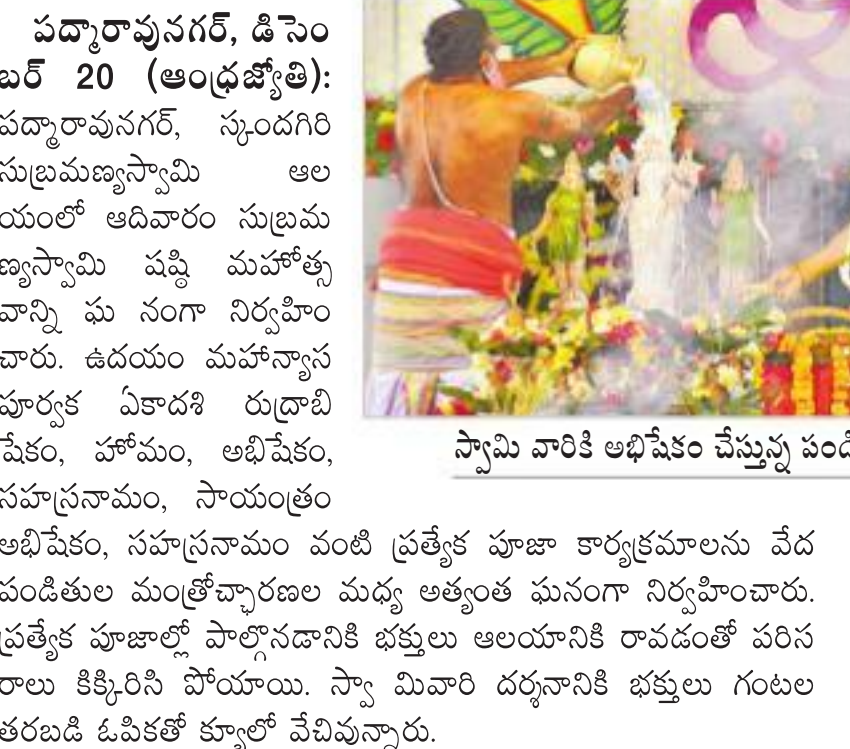 పద్మారావునగర్, డిసెం
బర్ 20 (ఆంధ్రజ్యోతి):
పద్మారావునగర్, స్కందగిరి
సుబ్రమణ్యస్వామి ఆల
యంలో ఆదివారం సుబ్రమ
ణ్యస్వామి షష్ఠి మహోత్స
వాన్ని ఘ నంగా నిర్వహిం
చారు. ఉదయం మహాన్యాస
పూర్వక ఏకాదశి రుద్రాబి
షేకం, హోమం, అభిషేకం,
సహస్రనామం, సాయంత్రం
అభిషేకం, సహస్రనామం వంటి ప్రత్యేక పూజా కార్యక్రమాలను వేద
పండితుల మంత్రోచ్ఛారణల మధ్య అత్యంత ఘనంగా నిర్వహించారు.
ప్రత్యేక పూజాల్లో పాల్గొనడానికి భక్తులు ఆలయానికి రావడంతో పరిస
రాలు కిక్కిరిసి పోయాయి. స్వా మివారి దర్శనానికి భక్తులు గంటల
తరబడి ఓపికతో క్యూలో వేచివున్నారు.
స్వామి వారికి అభిషేకం చేస్తున్న